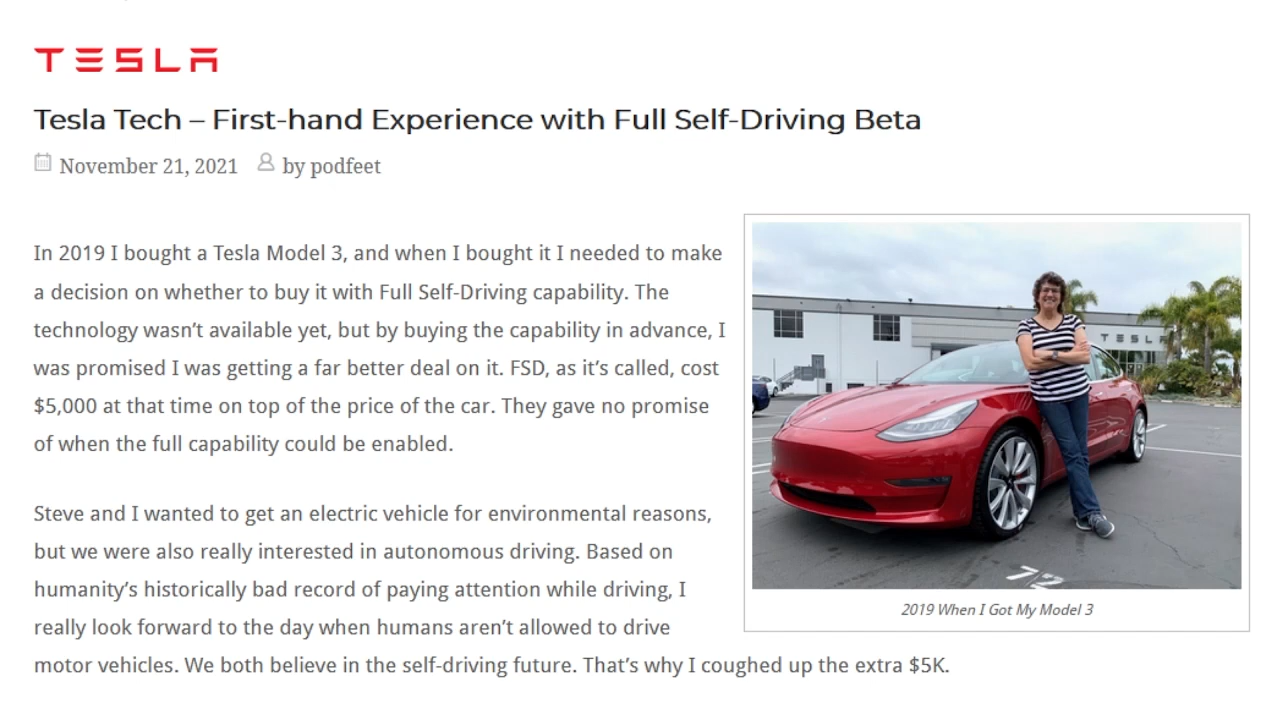 TESLA
Tesla Tech – First-hand Experience with Full Self-Driving Beta
November 21, 2021 by podfeet
In 2019 I bought a Tesla Model 3, and when I bought it I needed to make
a decision on whether to buy it with Full Self-Driving capability. The
technology wasn’t available yet, but by buying the capability in advance, I
was promised I was getting a far better deal on it. FSD, as it’s called, cost
$5,000 at that time on top of the price of the car. They gave no promise
of when the full capability could be enabled.
Steve and I wanted to get an electric vehicle for environmental reasons,
but we were also really interested in autonomous driving. Based on
humanity’s historically bad record of paying attention while driving, I
really look forward to the day when humans aren’t allowed to drive
motor vehicles. We both believe in the self-driving future. That’s why I coughed up the extra $5K.
TESLA
72
2019 When I Got My Model 3